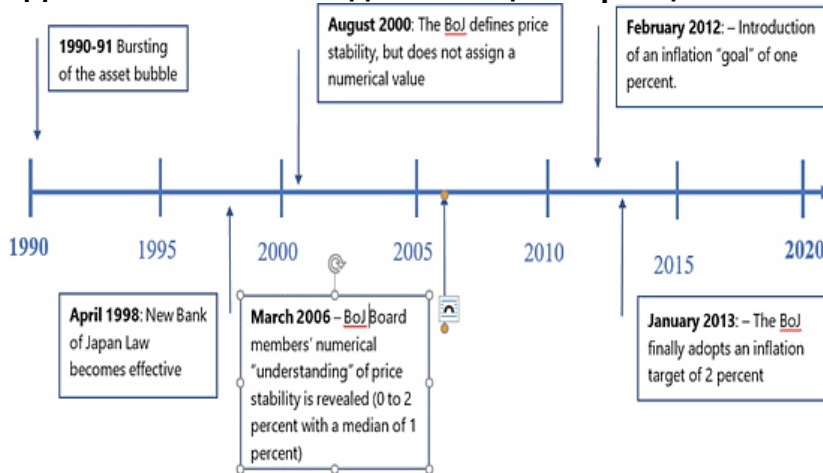 1990-91 Bursting
of the asset bubble
August 2000: The BoJ defines price
stability, but does not assign a
numerical value
February 2012: – Introduction
of an inflation “goal” of one
percent.
1990
1995
2000
2005
2010
2015
2020
April 1998: New Bank
of Japan Law
becomes effective
March 2006 – BoJ Board
members’ numerical
“understanding” of price
stability is revealed (0 to 2
percent with a median of 1
percent)
January 2013: – The BoJ
finally adopts an inflation
target of 2 percent